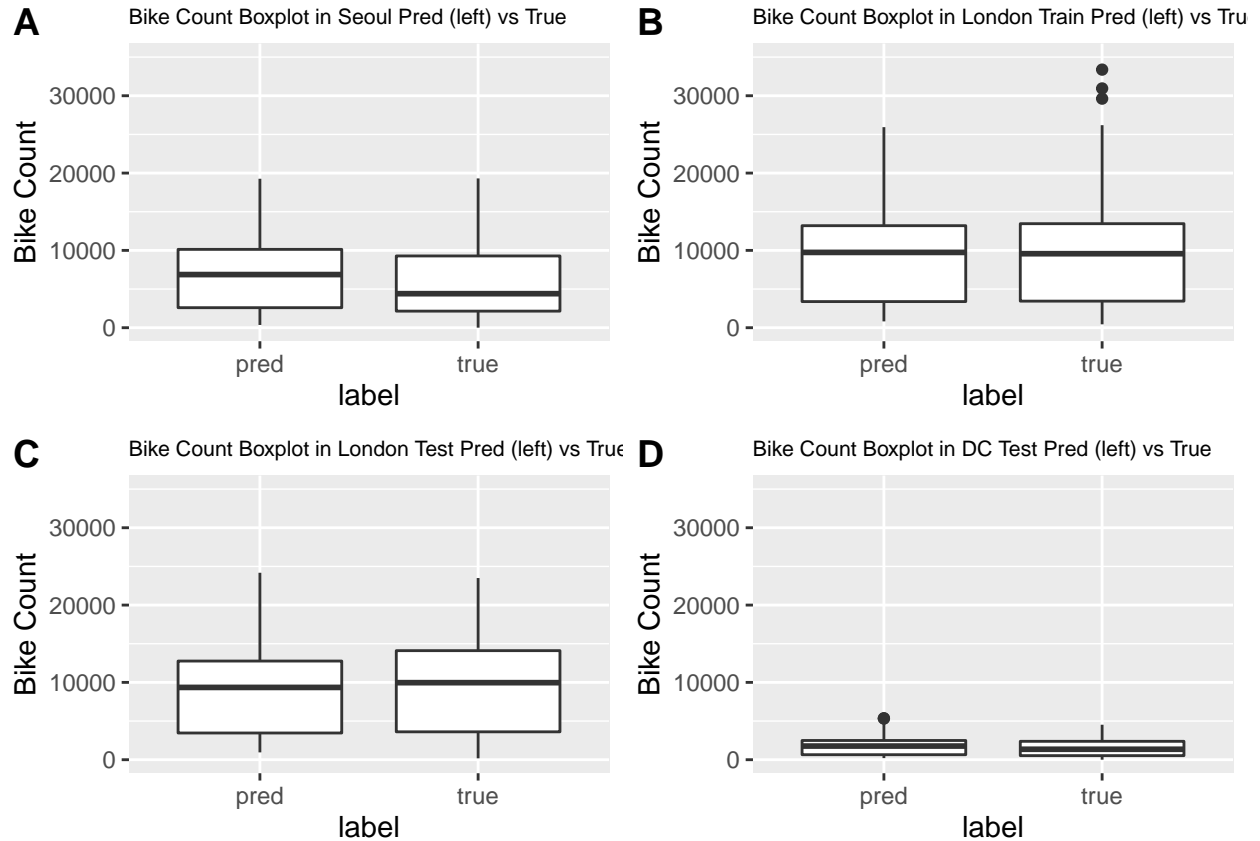 A
Bike Count Boxplot in Seoul Pred (left) vs True
30000
20000
10000
0
Bike Count
pred
true
label
B
Bike Count Boxplot in London Train Pred (left) vs Tru
30000
20000
10000
0
Bike Count
pred
true
label
C
Bike Count Boxplot in London Test Pred (left) vs True
30000
20000
10000
0
Bike Count
pred
true
label
D
Bike Count Boxplot in DC Test Pred (left) vs True
30000
20000
10000
0
Bike Count
pred
true
label